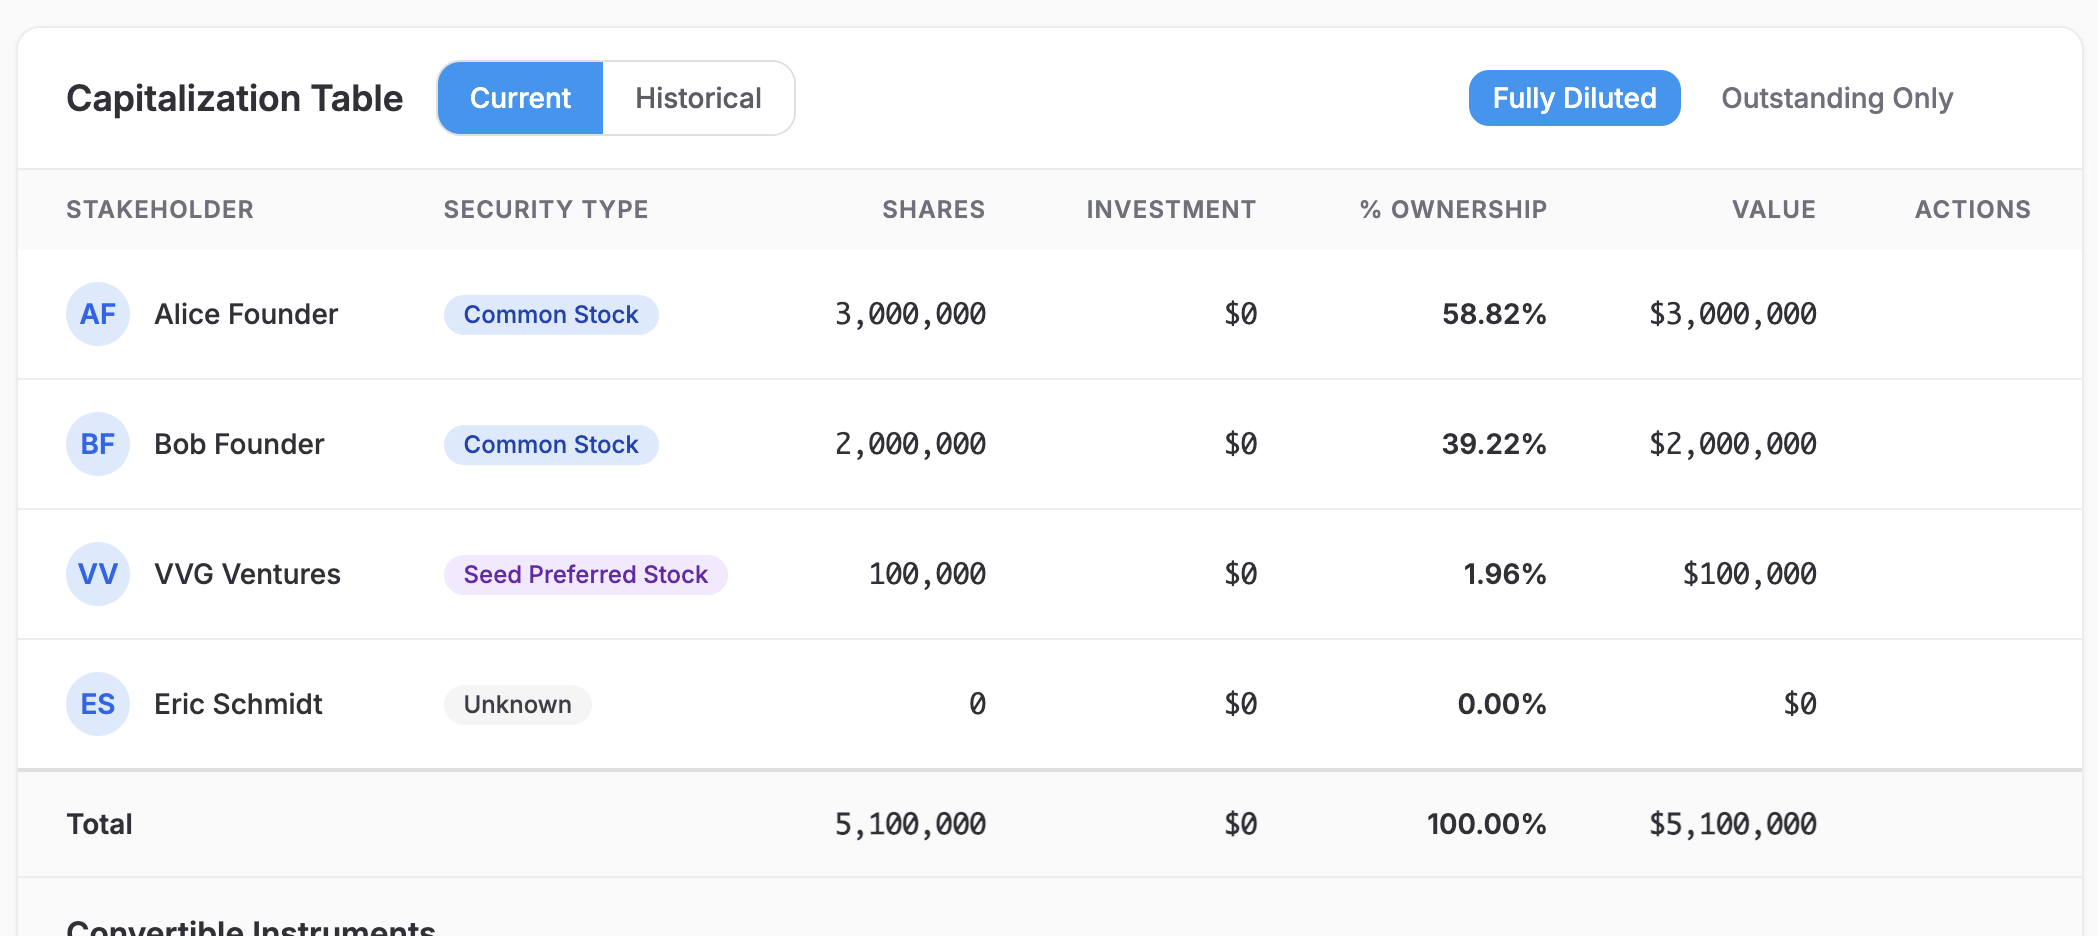 Capitalization Table Current Historical Fully Diluted Outstanding Only
STAKEHOLDER SECURITY TYPE SHARES INVESTMENT % OWNERSHIP VALUE ACTIONS
AF Alice Founder Common Stock 3,000,000 $0 58.82% $3,000,000
BF Bob Founder Common Stock 2,000,000 $0 39.22% $2,000,000
VV VVG Ventures Seed Preferred Stock 100,000 $0 1.96% $100,000
ES Eric Schmidt Unknown 0 $0 0.00% $0
Total 5,100,000 $0 100.00% $5,100,000
Convertible Instruments